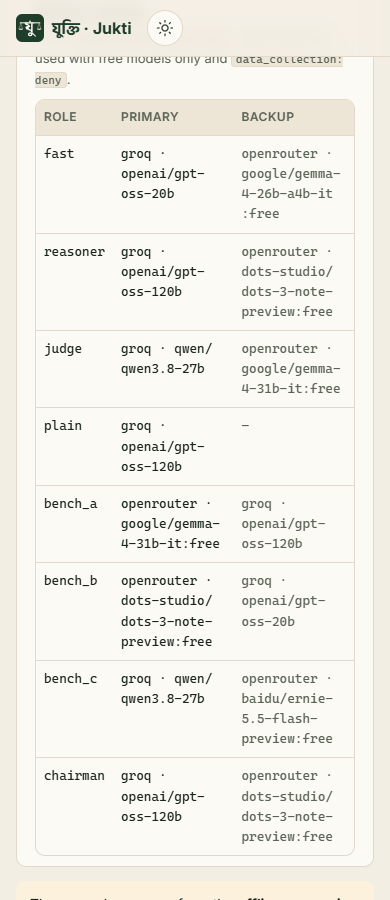 যুক্তি · Jukti
used with free models only and data_collection:
deny.
ROLE PRIMARY BACKUP
fast groq · openrouter ·
openai/gpt- google/gemma-
oss-20b 4-26b-a4b-it
:free
reasoner groq · openrouter ·
openai/gpt- dots-studio/
oss-120b dots-3-note-
preview:free
judge groq · qwen/ openrouter ·
qwen3.8-27b google/gemma-
4-31b-it:free
plain groq · —
openai/gpt-
oss-120b
bench_a openrouter · groq ·
google/gemma- openai/gpt-
4-31b-it:free oss-120b
bench_b openrouter · groq ·
dots-studio/ openai/gpt-
dots-3-note- oss-20b
preview:free
bench_c groq · qwen/ openrouter ·
qwen3.8-27b baidu/ernie-
5.5-flash-
preview:free
chairman groq · openrouter ·
openai/gpt- dots-studio/
oss-120b dots-3-note-
preview:free